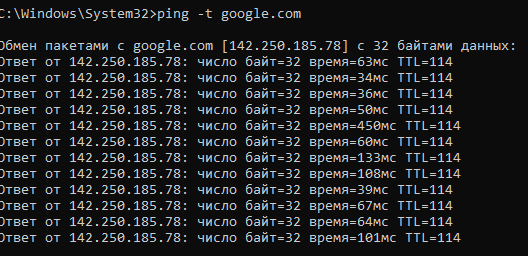 C:\Windows\System32>ping -t google.com
Обмен пакетами с google.com [142.250.185.78] с 32 байтами данных:
Ответ от 142.250.185.78: число байт=32 время=63мс TTL=114
Ответ от 142.250.185.78: число байт=32 время=34мс TTL=114
Ответ от 142.250.185.78: число байт=32 время=36мс TTL=114
Ответ от 142.250.185.78: число байт=32 время=50мс TTL=114
Ответ от 142.250.185.78: число байт=32 время=450мс TTL=114
Ответ от 142.250.185.78: число байт=32 время=60мс TTL=114
Ответ от 142.250.185.78: число байт=32 время=133мс TTL=114
Ответ от 142.250.185.78: число байт=32 время=108мс TTL=114
Ответ от 142.250.185.78: число байт=32 время=39мс TTL=114
Ответ от 142.250.185.78: число байт=32 время=67мс TTL=114
Ответ от 142.250.185.78: число байт=32 время=64мс TTL=114
Ответ от 142.250.185.78: число байт=32 время=101мс TTL=114